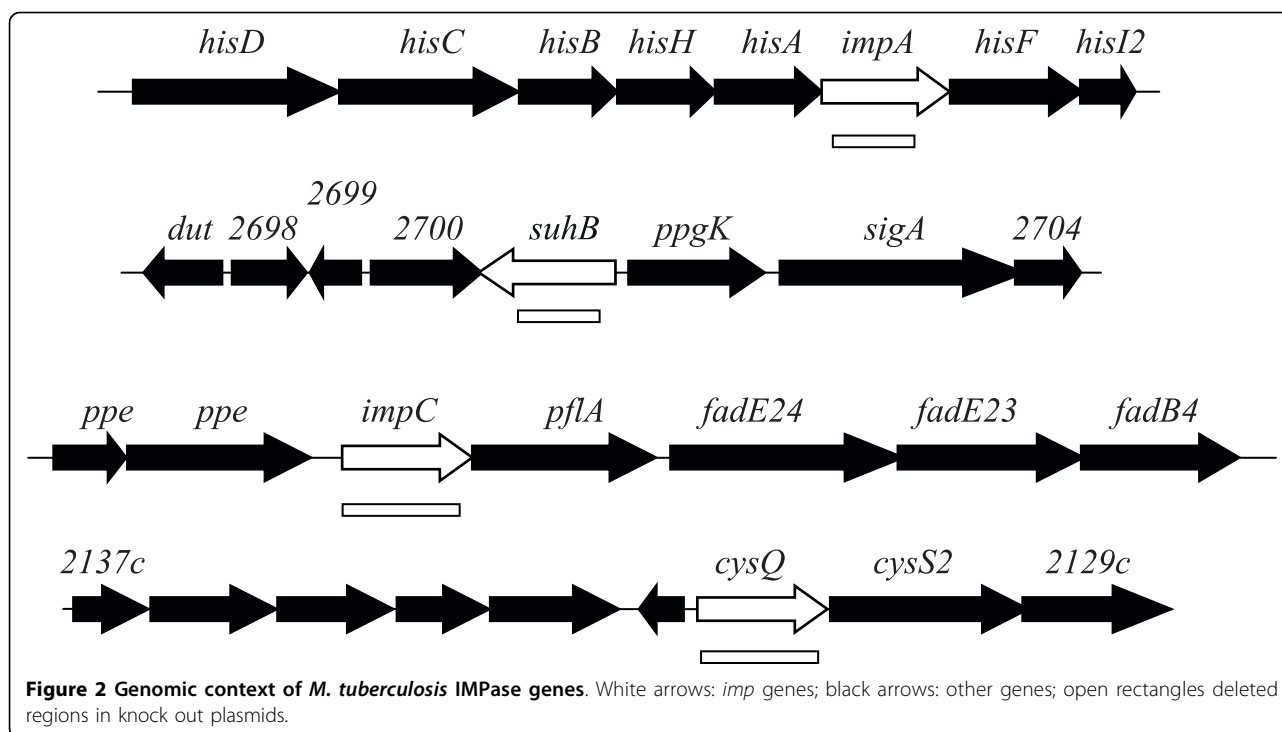 hisD hisC hisB hisH hisA impA hisF hisI2
2699
dut 2698 2700 suhB ppgK sigA 2704
ppe ppe impC pflA fadE24 fadE23 fadB4
2137c cysQ cysS2 2129c
Figure 2 Genomic context of M. tuberculosis IMPase genes. White arrows: imp genes; black arrows: other genes; open rectangles deleted
regions in knock out plasmids.